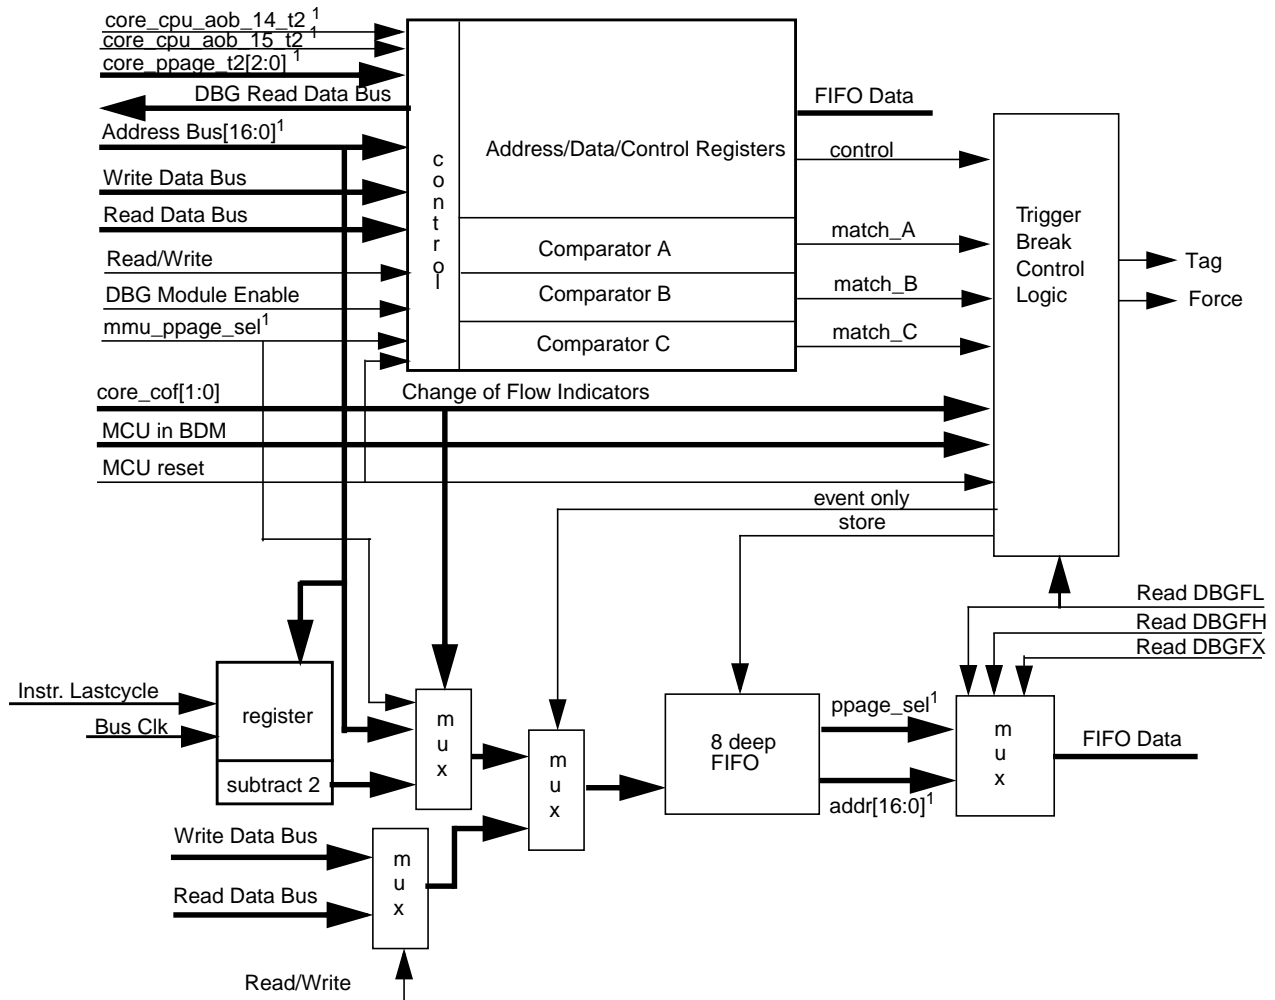 core_cpu_aob_14_t2 1
core_cpu_aob_15_t2 1
core_ppage_t2[2:0] 1
DBG Read Data Bus
FIFO Data
Address Bus[16:0]1
control
Address/Data/Control Registers
control
Write Data Bus
Read Data Bus
Trigger
Break
Control
Logic
match_A
Comparator A
Read/Write
Tag
match_B
Comparator B
DBG Module Enable
Force
mmu_ppage_sel1
match_C
Comparator C
core_cof[1:0]
Change of Flow Indicators
MCU in BDM
MCU reset
event only
store
Read DBGFL
Read DBGFH
Read DBGFX
Instr. Lastcycle
register
Bus Clk
subtract 2
mux
mux
8 deep
FIFO
ppage_sel1
addr[16:0]1
mux
FIFO Data
Write Data Bus
Read Data Bus
mux
Read/Write